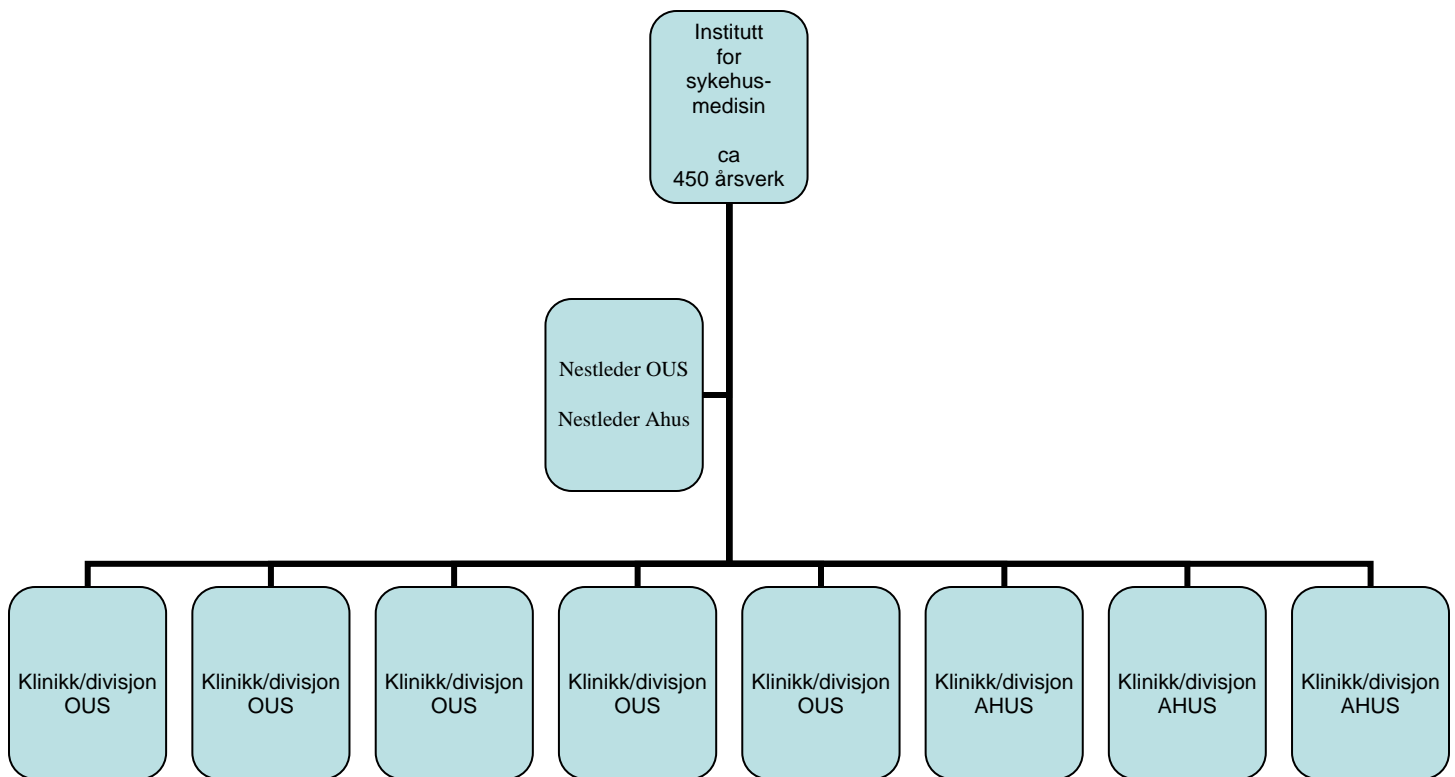 Institutt
for
sykehus-
medisin
ca
450 årsverk
Nestleder OUS
Nestleder Ahus
Klinikk/divisjon
OUS
Klinikk/divisjon
OUS
Klinikk/divisjon
OUS
Klinikk/divisjon
OUS
Klinikk/divisjon
OUS
Klinikk/divisjon
AHUS
Klinikk/divisjon
AHUS
Klinikk/divisjon
AHUS